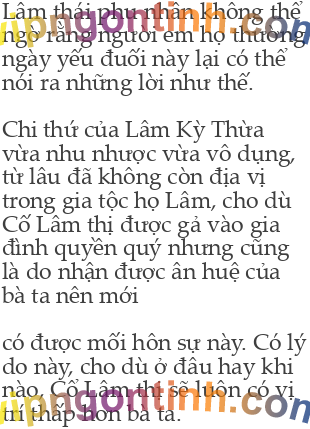 Lâm thái phu nhân không thể
ngờ rằng người em họ thường
ngày yếu đuối này lại có thể
nói ra những lời như thế.
Chi thứ của Lâm Kỳ Thừa
vừa nhu nhược vừa vô dụng,
từ lâu đã không còn địa vị
trong gia tộc họ Lâm, cho dù
Cố Lâm thị được gả vào gia
đình quyền quý nhưng cũng
là do nhận được ân huệ của
bà ta nên mới
có được mối hôn sự này. Có lý
do này, cho dù ở đâu hay khi
nào. Cổ Lâm thị sẽ luôn có vị
trí thấp hơn bà ta.
vipngontinh.com
vipngontinh.com